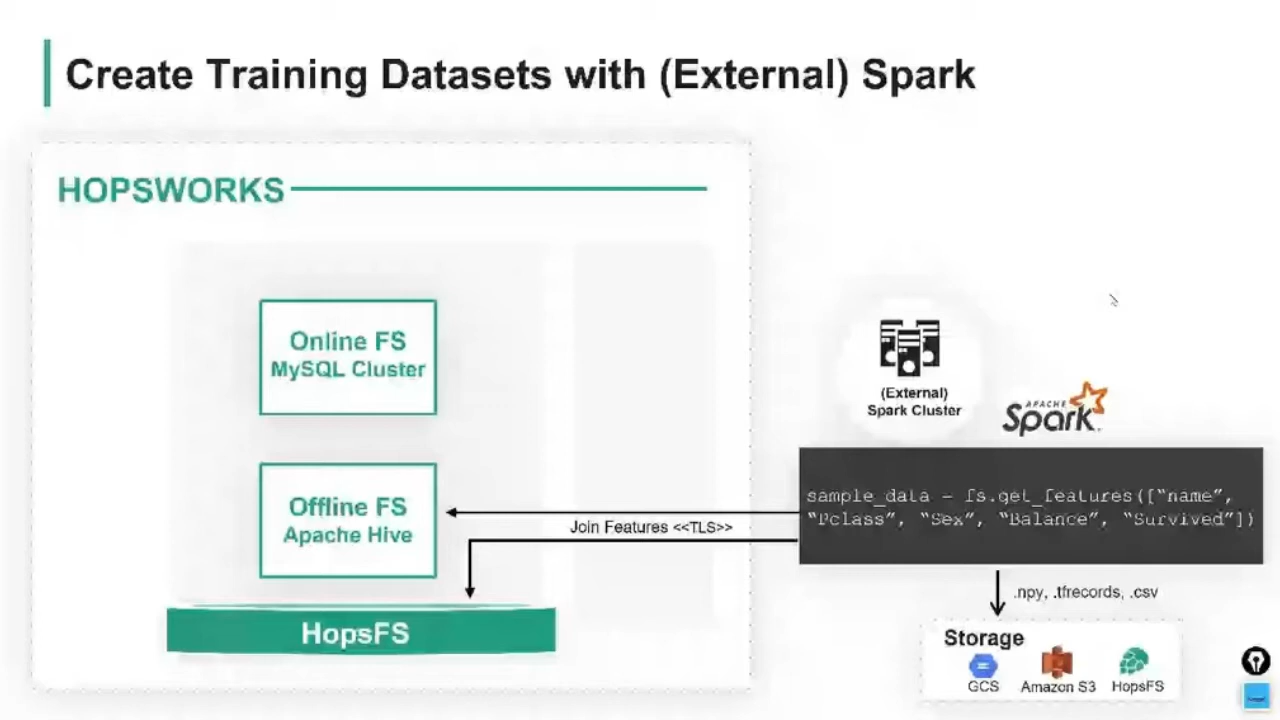 Create Training Datasets with (External) Spark
HOPSWORKS
Online FS
MySQL Cluster
(External)
Spark Cluster
APACHE
Spark
Offline FS
Apache Hive
sample_data = fs.get_features(["name",
"Pclass", "Sex", "Balance", "Survived"])
Join Features <<TLS>>
.npy, .tfrecords, .csv
HopsFS
Storage
GCS
Amazon S3
HopsFS